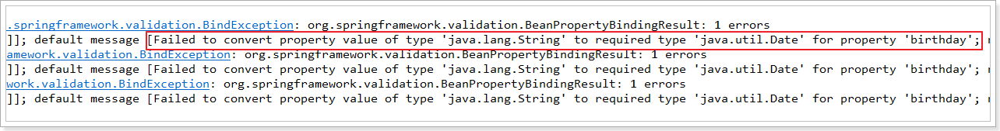 .springframework.validation.BindException: org.springframework.validation.BeanPropertyBindingResult: 1 errors
]]; default message [Failed to convert property value of type 'java.lang.String' to required type 'java.util.Date' for property 'birthday';
amework.validation.BindException: org.springframework.validation.BeanPropertyBindingResult: 1 errors
]]; default message [Failed to convert property value of type 'java.lang.String' to required type 'java.util.Date' for property 'birthday';
work.validation.BindException: org.springframework.validation.BeanPropertyBindingResult: 1 errors
]]; default message [Failed to convert property value of type 'java.lang.String' to required type 'java.util.Date' for property 'birthday';